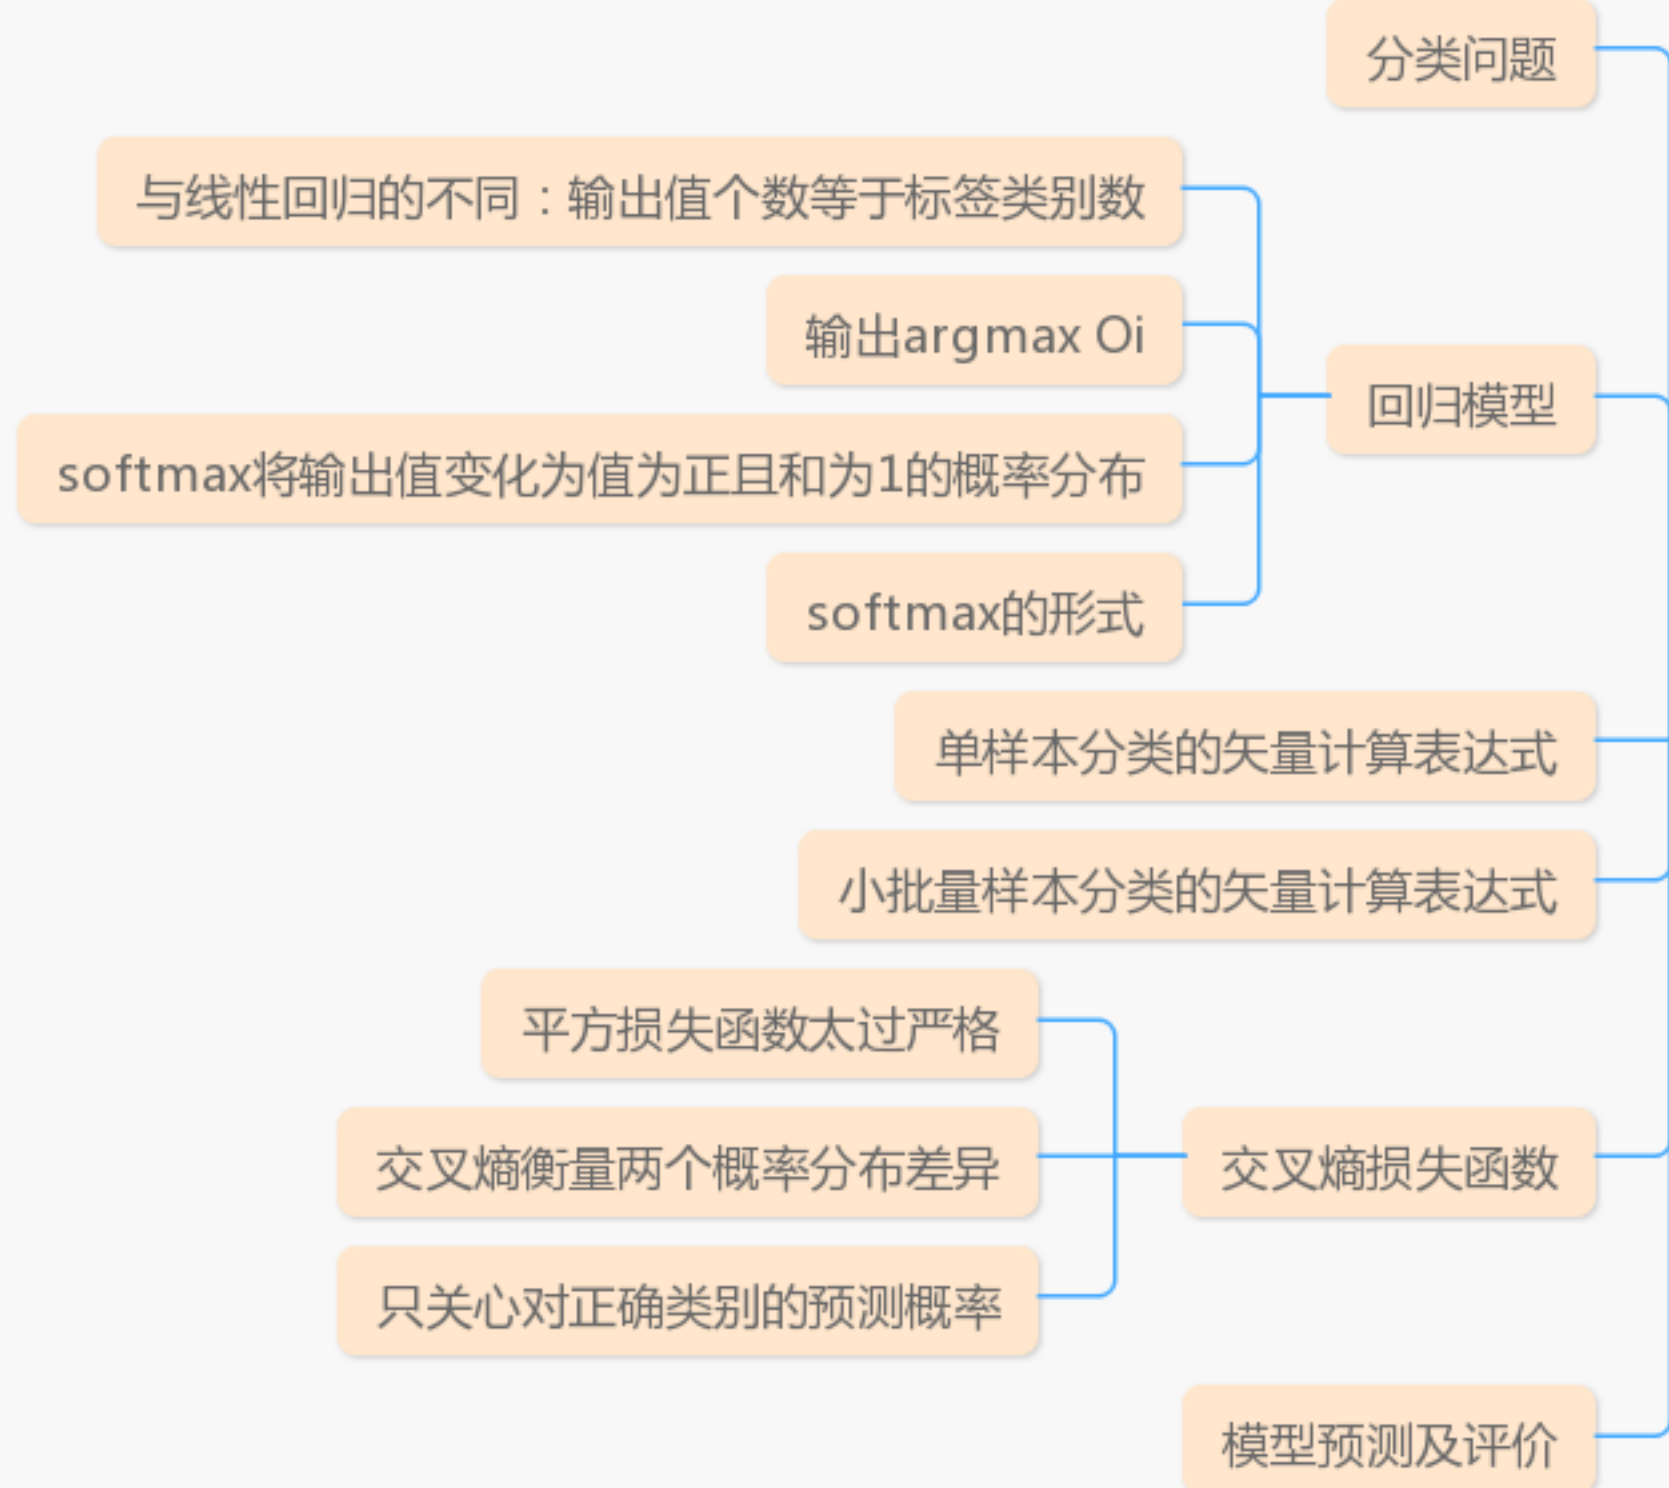 分类问题
与线性回归的不同：输出值个数等于标签类别数
输出argmax Oi
回归模型
softmax将输出值变化为值为正且和为1的概率分布
softmax的形式
单样本分类的矢量计算表达式
小批量样本分类的矢量计算表达式
平方损失函数太过严格
交叉熵衡量两个概率分布差异
交叉熵损失函数
只关心对正确类别的预测概率
模型预测及评价